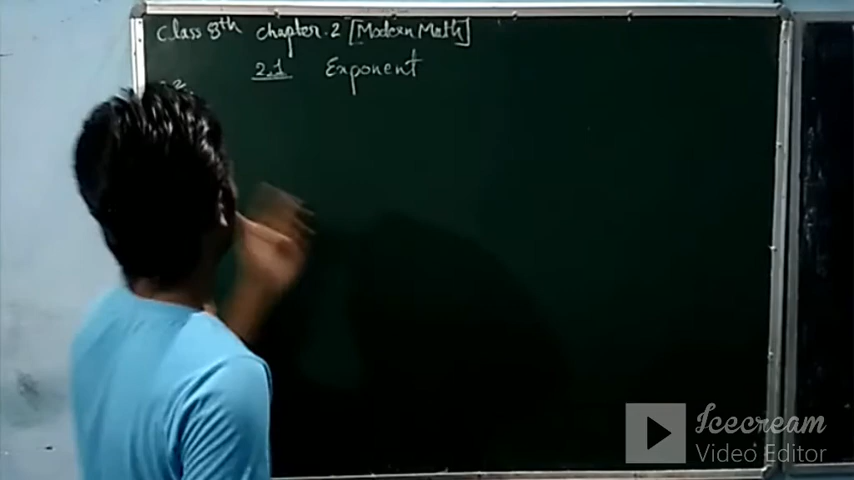 class 8th chapter.2 [Modern Math]
2.1 Exponent
Icecream
Video Editor